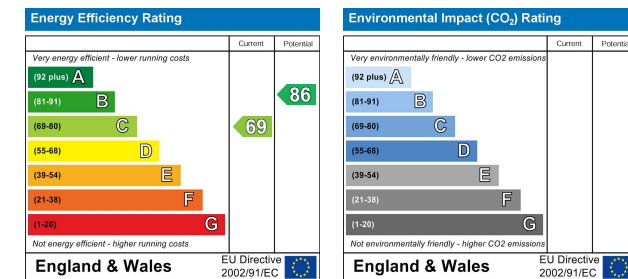 Energy Efficiency Rating
Current Potential
Very energy efficient - lower running costs
(92 plus) A
(81-91) B
86
(69-80) C
69
(55-68) D
(39-54) E
(21-38) F
(1-20) G
Not energy efficient - higher running costs
England & Wales
EU Directive
2002/91/EC
Environmental Impact (CO₂) Rating
Current Potential
Very environmentally friendly - lower CO2 emissions
(92 plus) A
(81-91) B
(69-80) C
(55-68) D
(39-54) E
(21-38) F
(1-20) G
Not environmentally friendly - higher CO2 emissions
England & Wales
EU Directive
2002/91/EC